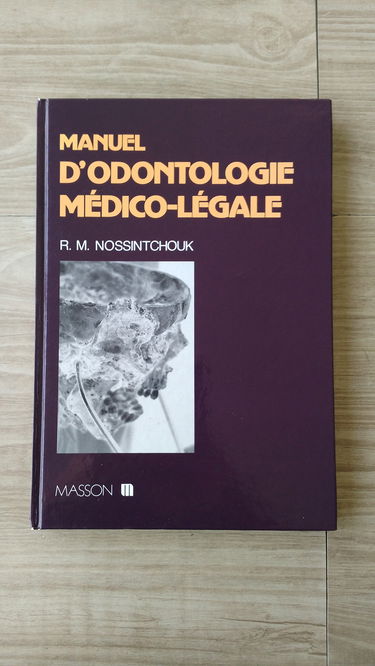 MANUEL
D'ODONTOLOGIE
MÉDICO-LÉGALE
R. M. NOSSINTCHOUK
MASSON